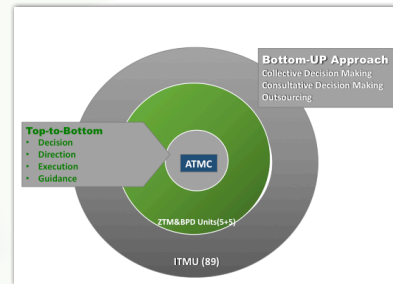 Bottom-UP Approach
Collective Decision Making
Consultative Decision Making
Outsourcing
Top-to-Bottom
• Decision
• Direction
• Execution
• Guidance
ATMC
ZTM&BPD Units(5+5)
ITMU (89)